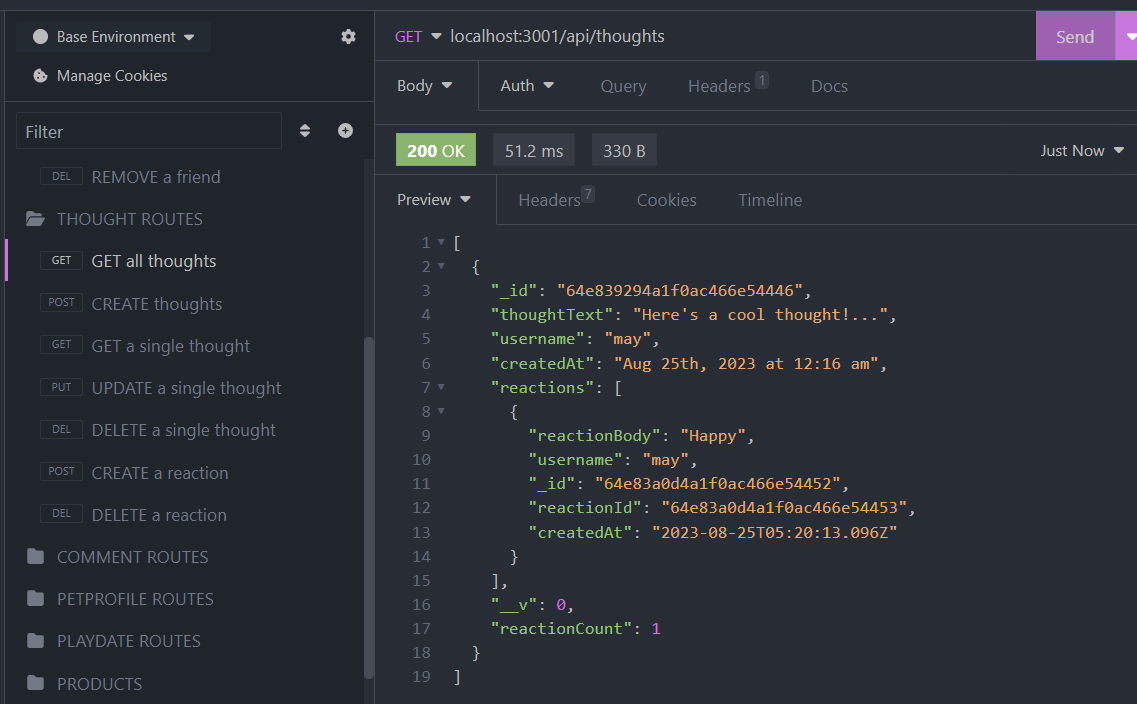 Base Environment
Manage Cookies
Filter
DEL REMOVE a friend
THOUGHT ROUTES
GET GET all thoughts
POST CREATE thoughts
GET GET a single thought
PUT UPDATE a single thought
DEL DELETE a single thought
POST CREATE a reaction
DEL DELETE a reaction
COMMENT ROUTES
PETPROFILE ROUTES
PLAYDATE ROUTES
PRODUCTS
GET localhost:3001/api/thoughts Send
Body Auth Query Headers 1 Docs
200 OK 51.2 ms 330 B Just Now
Preview Headers 7 Cookies Timeline
1 [
2 {
3 "_id": "64e839294a1f0ac466e54446",
4 "thoughtText": "Here's a cool thought!...",
5 "username": "may",
6 "createdAt": "Aug 25th, 2023 at 12:16 am",
7 "reactions": [
8 {
9 "reactionBody": "Happy",
10 "username": "may",
11 "_id": "64e83a0d4a1f0ac466e54452",
12 "reactionId": "64e83a0d4a1f0ac466e54453",
13 "createdAt": "2023-08-25T05:20:13.096Z"
14 }
15 ],
16 "__v": 0,
17 "reactionCount": 1
18 }
19 ]